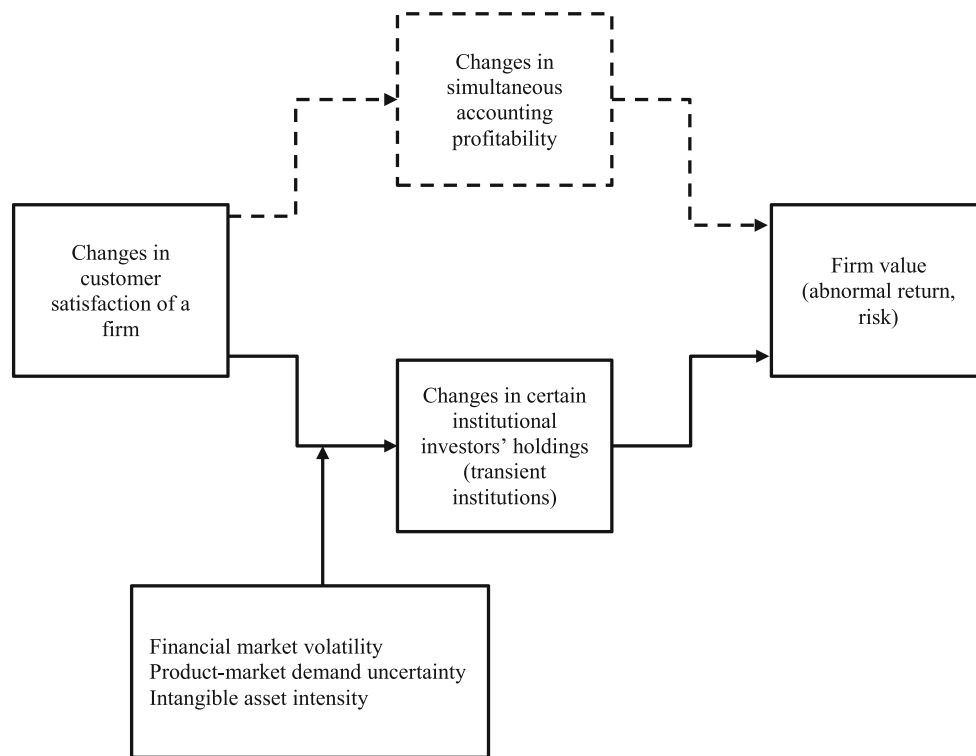 Changes in
simultaneous
accounting
profitability
Changes in
customer
satisfaction of a
firm
Firm value
(abnormal return,
risk)
Changes in certain
institutional
investors’ holdings
(transient
institutions)
Financial market volatility
Product-market demand uncertainty
Intangible asset intensity